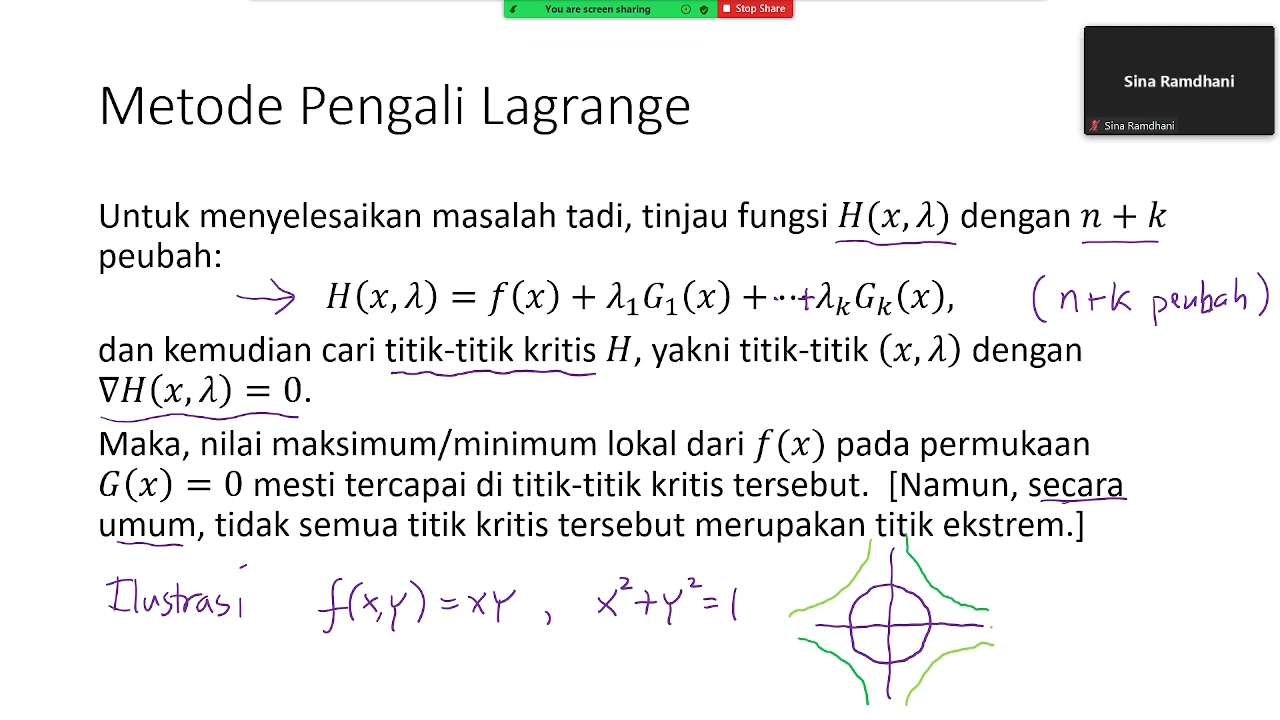 You are screen sharing
Stop Share
Sina Ramdhani
Sina Ramdhani
Metode Pengali Lagrange
Untuk menyelesaikan masalah tadi, tinjau fungsi H(x, λ) dengan n + k
peubah:
H(x, λ) = f(x) + λ₁G₁(x) + ⋯ + λₖGₖ(x), (n+k peubah)
dan kemudian cari titik-titik kritis H, yakni titik-titik (x, λ) dengan
∇H(x, λ) = 0.
Maka, nilai maksimum/minimum lokal dari f(x) pada permukaan
G(x) = 0 mesti tercapai di titik-titik kritis tersebut. [Namun, secara
umum, tidak semua titik kritis tersebut merupakan titik ekstrem.]
Ilustrasi f(x,y) = xy , x² + y² = 1